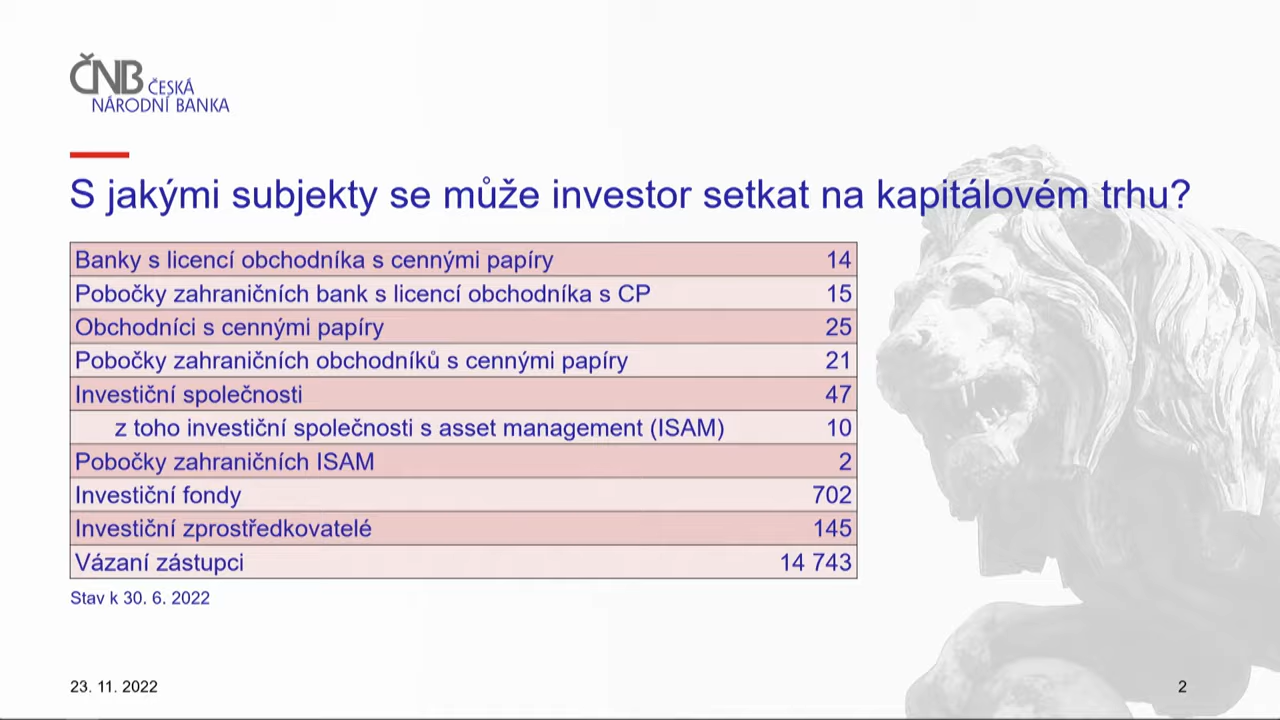 ČNB ČESKÁ
NÁRODNÍ BANKA
S jakými subjekty se může investor setkat na kapitálovém trhu?
Banky s licencí obchodníka s cennými papíry 14
Pobočky zahraničních bank s licencí obchodníka s CP 15
Obchodníci s cennými papíry 25
Pobočky zahraničních obchodníků s cennými papíry 21
Investiční společnosti 47
z toho investiční společnosti s asset management (ISAM) 10
Pobočky zahraničních ISAM 2
Investiční fondy 702
Investiční zprostředkovatelé 145
Vázaní zástupci 14 743
Stav k 30. 6. 2022
23. 11. 2022 2